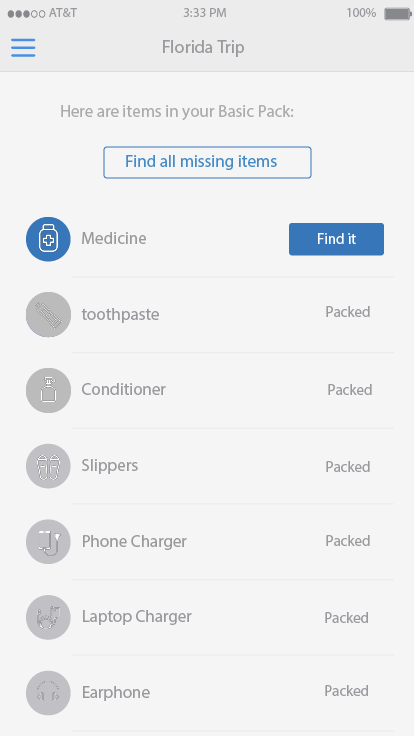 AT&T 3:33 PM 100%
Florida Trip
Here are items in your Basic Pack:
Find all missing items
Medicine Find it
toothpaste Packed
Conditioner Packed
Slippers Packed
Phone Charger Packed
Laptop Charger Packed
Earphone Packed